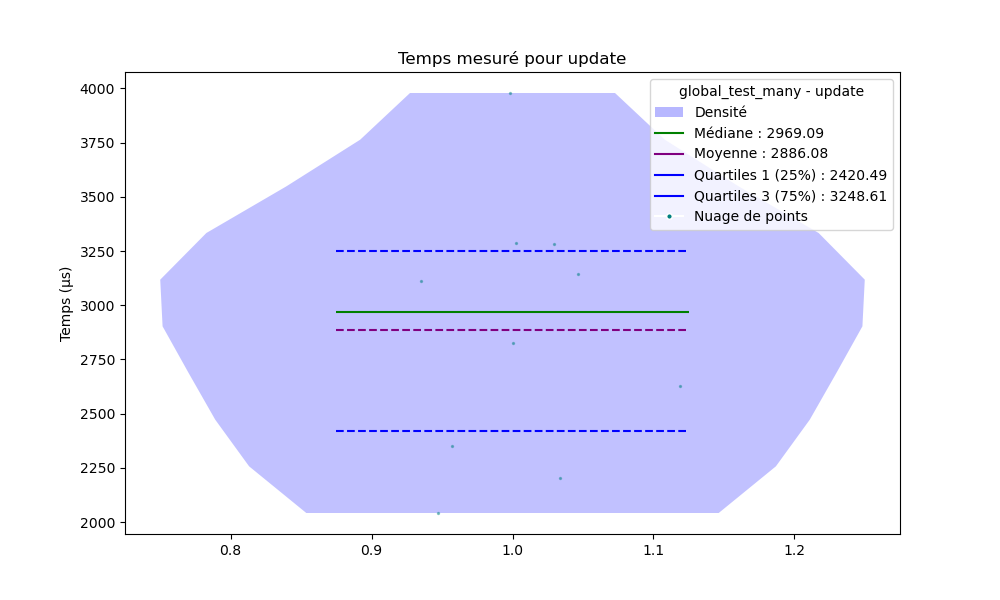 Temps mesuré pour update
global_test_many - update
Densité
Médiane : 2969.09
Moyenne : 2886.08
Quartiles 1 (25%) : 2420.49
Quartiles 3 (75%) : 3248.61
Nuage de points
Temps (µs)
4000
3750
3500
3250
3000
2750
2500
2250
2000
0.8
0.9
1.0
1.1
1.2